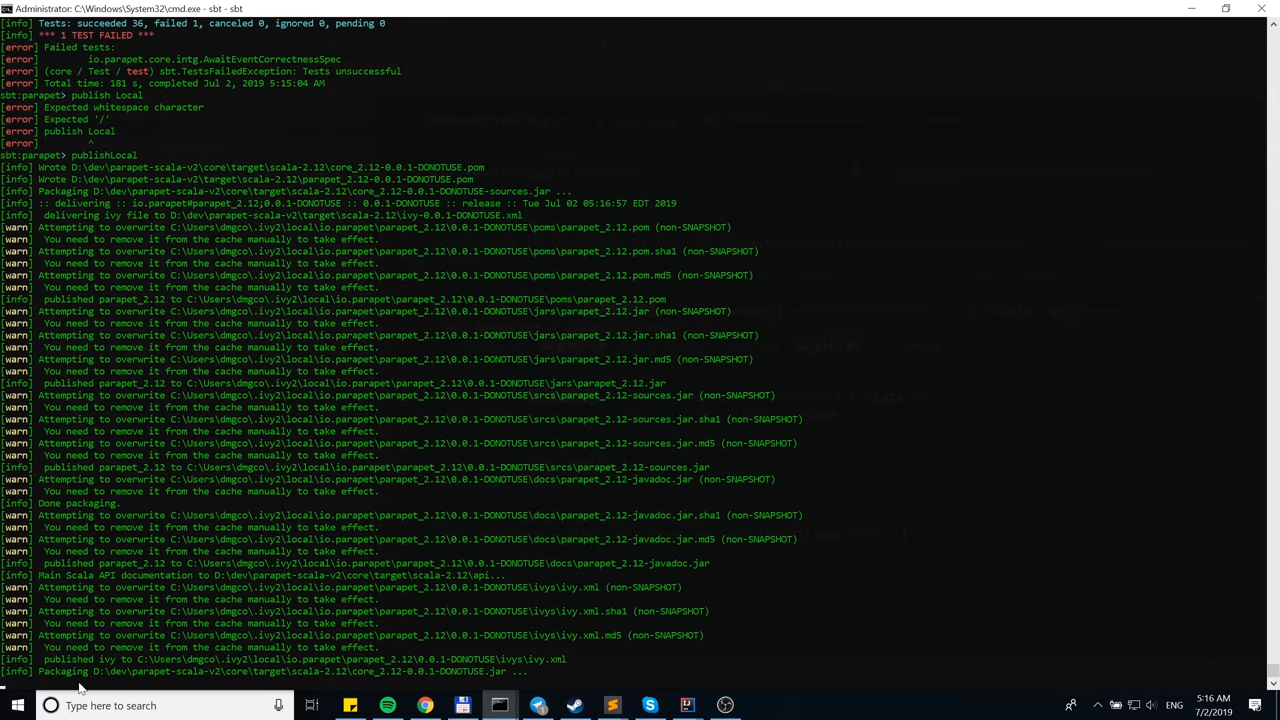 Administrator: C:\Windows\System32\cmd.exe - sbt - sbt
[info] Tests: succeeded 36, failed 1, canceled 0, ignored 0, pending 0
[info] *** 1 TEST FAILED ***
[error] Failed tests:
[error] io.parapet.core.intg.AwaitEventCorrectnessSpec
[error] (core / Test / test) sbt.TestsFailedException: Tests unsuccessful
[error] Total time: 181 s, completed Jul 2, 2019 5:15:04 AM
sbt:parapet> publish Local
[error] Expected whitespace character
[error] Expected '/'
[error] publish Local
[error] ^
sbt:parapet> publishLocal
[info] Wrote D:\dev\parapet-scala-v2\core\target\scala-2.12\core_2.12-0.0.1-DONOTUSE.pom
[info] Wrote D:\dev\parapet-scala-v2\target\scala-2.12\parapet_2.12-0.0.1-DONOTUSE.pom
[info] Packaging D:\dev\parapet-scala-v2\core\target\scala-2.12\core_2.12-0.0.1-DONOTUSE-sources.jar ...
[info] :: delivering :: io.parapet#parapet_2.12;0.0.1-DONOTUSE :: 0.0.1-DONOTUSE :: release :: Tue Jul 02 05:16:57 EDT 2019
[info] delivering ivy file to D:\dev\parapet-scala-v2\target\scala-2.12\ivy-0.0.1-DONOTUSE.xml
[warn] Attempting to overwrite C:\Users\dmgco\.ivy2\local\io.parapet\parapet_2.12\0.0.1-DONOTUSE\poms\parapet_2.12.pom (non-SNAPSHOT)
[warn] You need to remove it from the cache manually to take effect.
[warn] Attempting to overwrite C:\Users\dmgco\.ivy2\local\io.parapet\parapet_2.12\0.0.1-DONOTUSE\poms\parapet_2.12.pom.sha1 (non-SNAPSHOT)
[warn] You need to remove it from the cache manually to take effect.
[warn] Attempting to overwrite C:\Users\dmgco\.ivy2\local\io.parapet\parapet_2.12\0.0.1-DONOTUSE\poms\parapet_2.12.pom.md5 (non-SNAPSHOT)
[warn] You need to remove it from the cache manually to take effect.
[info] published parapet_2.12 to C:\Users\dmgco\.ivy2\local\io.parapet\parapet_2.12\0.0.1-DONOTUSE\poms\parapet_2.12.pom
[warn] Attempting to overwrite C:\Users\dmgco\.ivy2\local\io.parapet\parapet_2.12\0.0.1-DONOTUSE\jars\parapet_2.12.jar (non-SNAPSHOT)
[warn] You need to remove it from the cache manually to take effect.
[warn] Attempting to overwrite C:\Users\dmgco\.ivy2\local\io.parapet\parapet_2.12\0.0.1-DONOTUSE\jars\parapet_2.12.jar.sha1 (non-SNAPSHOT)
[warn] You need to remove it from the cache manually to take effect.
[warn] Attempting to overwrite C:\Users\dmgco\.ivy2\local\io.parapet\parapet_2.12\0.0.1-DONOTUSE\jars\parapet_2.12.jar.md5 (non-SNAPSHOT)
[warn] You need to remove it from the cache manually to take effect.
[info] published parapet_2.12 to C:\Users\dmgco\.ivy2\local\io.parapet\parapet_2.12\0.0.1-DONOTUSE\jars\parapet_2.12.jar
[warn] Attempting to overwrite C:\Users\dmgco\.ivy2\local\io.parapet\parapet_2.12\0.0.1-DONOTUSE\srcs\parapet_2.12-sources.jar (non-SNAPSHOT)
[warn] You need to remove it from the cache manually to take effect.
[warn] Attempting to overwrite C:\Users\dmgco\.ivy2\local\io.parapet\parapet_2.12\0.0.1-DONOTUSE\srcs\parapet_2.12-sources.jar.sha1 (non-SNAPSHOT)
[warn] You need to remove it from the cache manually to take effect.
[warn] Attempting to overwrite C:\Users\dmgco\.ivy2\local\io.parapet\parapet_2.12\0.0.1-DONOTUSE\srcs\parapet_2.12-sources.jar.md5 (non-SNAPSHOT)
[warn] You need to remove it from the cache manually to take effect.
[info] published parapet_2.12 to C:\Users\dmgco\.ivy2\local\io.parapet\parapet_2.12\0.0.1-DONOTUSE\srcs\parapet_2.12-sources.jar
[warn] Attempting to overwrite C:\Users\dmgco\.ivy2\local\io.parapet\parapet_2.12\0.0.1-DONOTUSE\docs\parapet_2.12-javadoc.jar (non-SNAPSHOT)
[warn] You need to remove it from the cache manually to take effect.
[info] Done packaging.
[warn] Attempting to overwrite C:\Users\dmgco\.ivy2\local\io.parapet\parapet_2.12\0.0.1-DONOTUSE\docs\parapet_2.12-javadoc.jar.sha1 (non-SNAPSHOT)
[warn] You need to remove it from the cache manually to take effect.
[warn] Attempting to overwrite C:\Users\dmgco\.ivy2\local\io.parapet\parapet_2.12\0.0.1-DONOTUSE\docs\parapet_2.12-javadoc.jar.md5 (non-SNAPSHOT)
[warn] You need to remove it from the cache manually to take effect.
[info] published parapet_2.12 to C:\Users\dmgco\.ivy2\local\io.parapet\parapet_2.12\0.0.1-DONOTUSE\docs\parapet_2.12-javadoc.jar
[info] Main Scala API documentation to D:\dev\parapet-scala-v2\core\target\scala-2.12\api...
[warn] Attempting to overwrite C:\Users\dmgco\.ivy2\local\io.parapet\parapet_2.12\0.0.1-DONOTUSE\ivys\ivy.xml (non-SNAPSHOT)
[warn] You need to remove it from the cache manually to take effect.
[warn] Attempting to overwrite C:\Users\dmgco\.ivy2\local\io.parapet\parapet_2.12\0.0.1-DONOTUSE\ivys\ivy.xml.sha1 (non-SNAPSHOT)
[warn] You need to remove it from the cache manually to take effect.
[warn] Attempting to overwrite C:\Users\dmgco\.ivy2\local\io.parapet\parapet_2.12\0.0.1-DONOTUSE\ivys\ivy.xml.md5 (non-SNAPSHOT)
[warn] You need to remove it from the cache manually to take effect.
[info] published ivy to C:\Users\dmgco\.ivy2\local\io.parapet\parapet_2.12\0.0.1-DONOTUSE\ivys\ivy.xml
[info] Packaging D:\dev\parapet-scala-v2\core\target\scala-2.12\core_2.12-0.0.1-DONOTUSE.jar ...
Type here to search
ENG
5:16 AM
7/2/2019